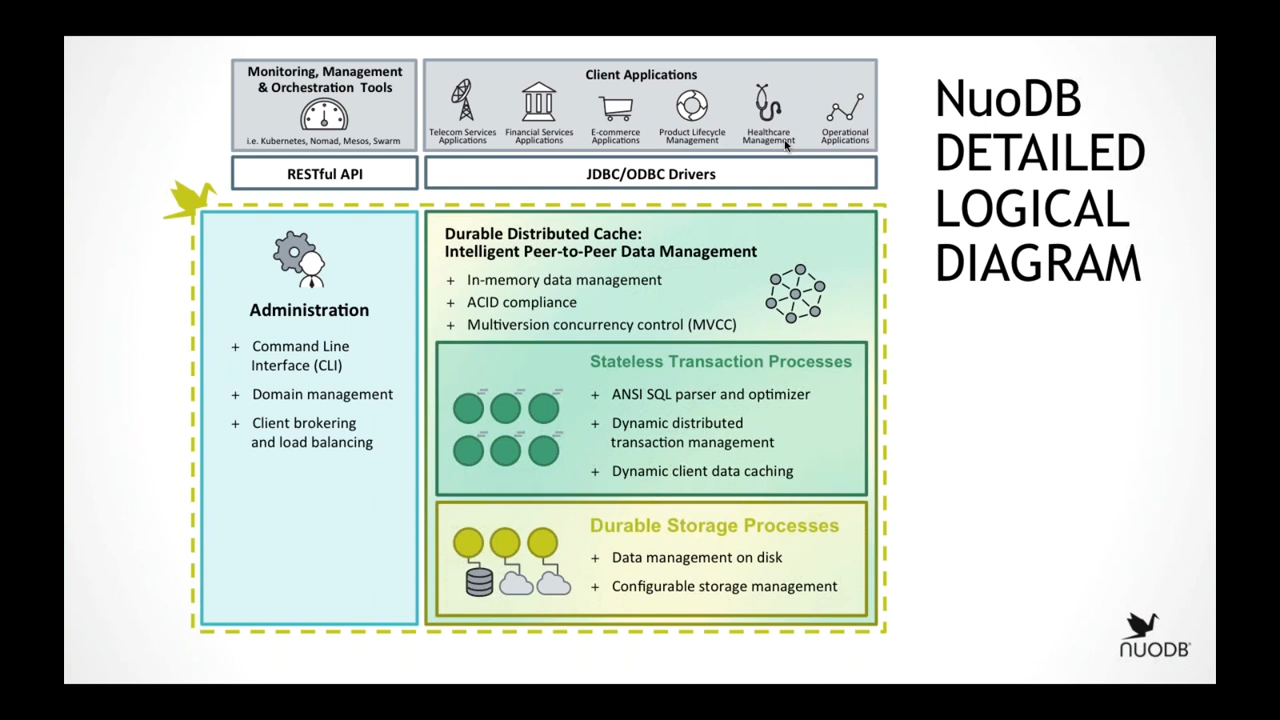 Monitoring, Management
& Orchestration Tools
i.e. Kubernetes, Nomad, Mesos, Swarm
Client Applications
Telecom Services
Applications
Financial Services
Applications
E-commerce
Applications
Product Lifecycle
Management
Healthcare
Management
Operational
Applications
RESTful API
JDBC/ODBC Drivers
NuoDB
DETAILED
LOGICAL
DIAGRAM
Administration
+ Command Line
Interface (CLI)
+ Domain management
+ Client brokering
and load balancing
Durable Distributed Cache:
Intelligent Peer-to-Peer Data Management
+ In-memory data management
+ ACID compliance
+ Multiversion concurrency control (MVCC)
Stateless Transaction Processes
+ ANSI SQL parser and optimizer
+ Dynamic distributed
transaction management
+ Dynamic client data caching
Durable Storage Processes
+ Data management on disk
+ Configurable storage management
NUODB